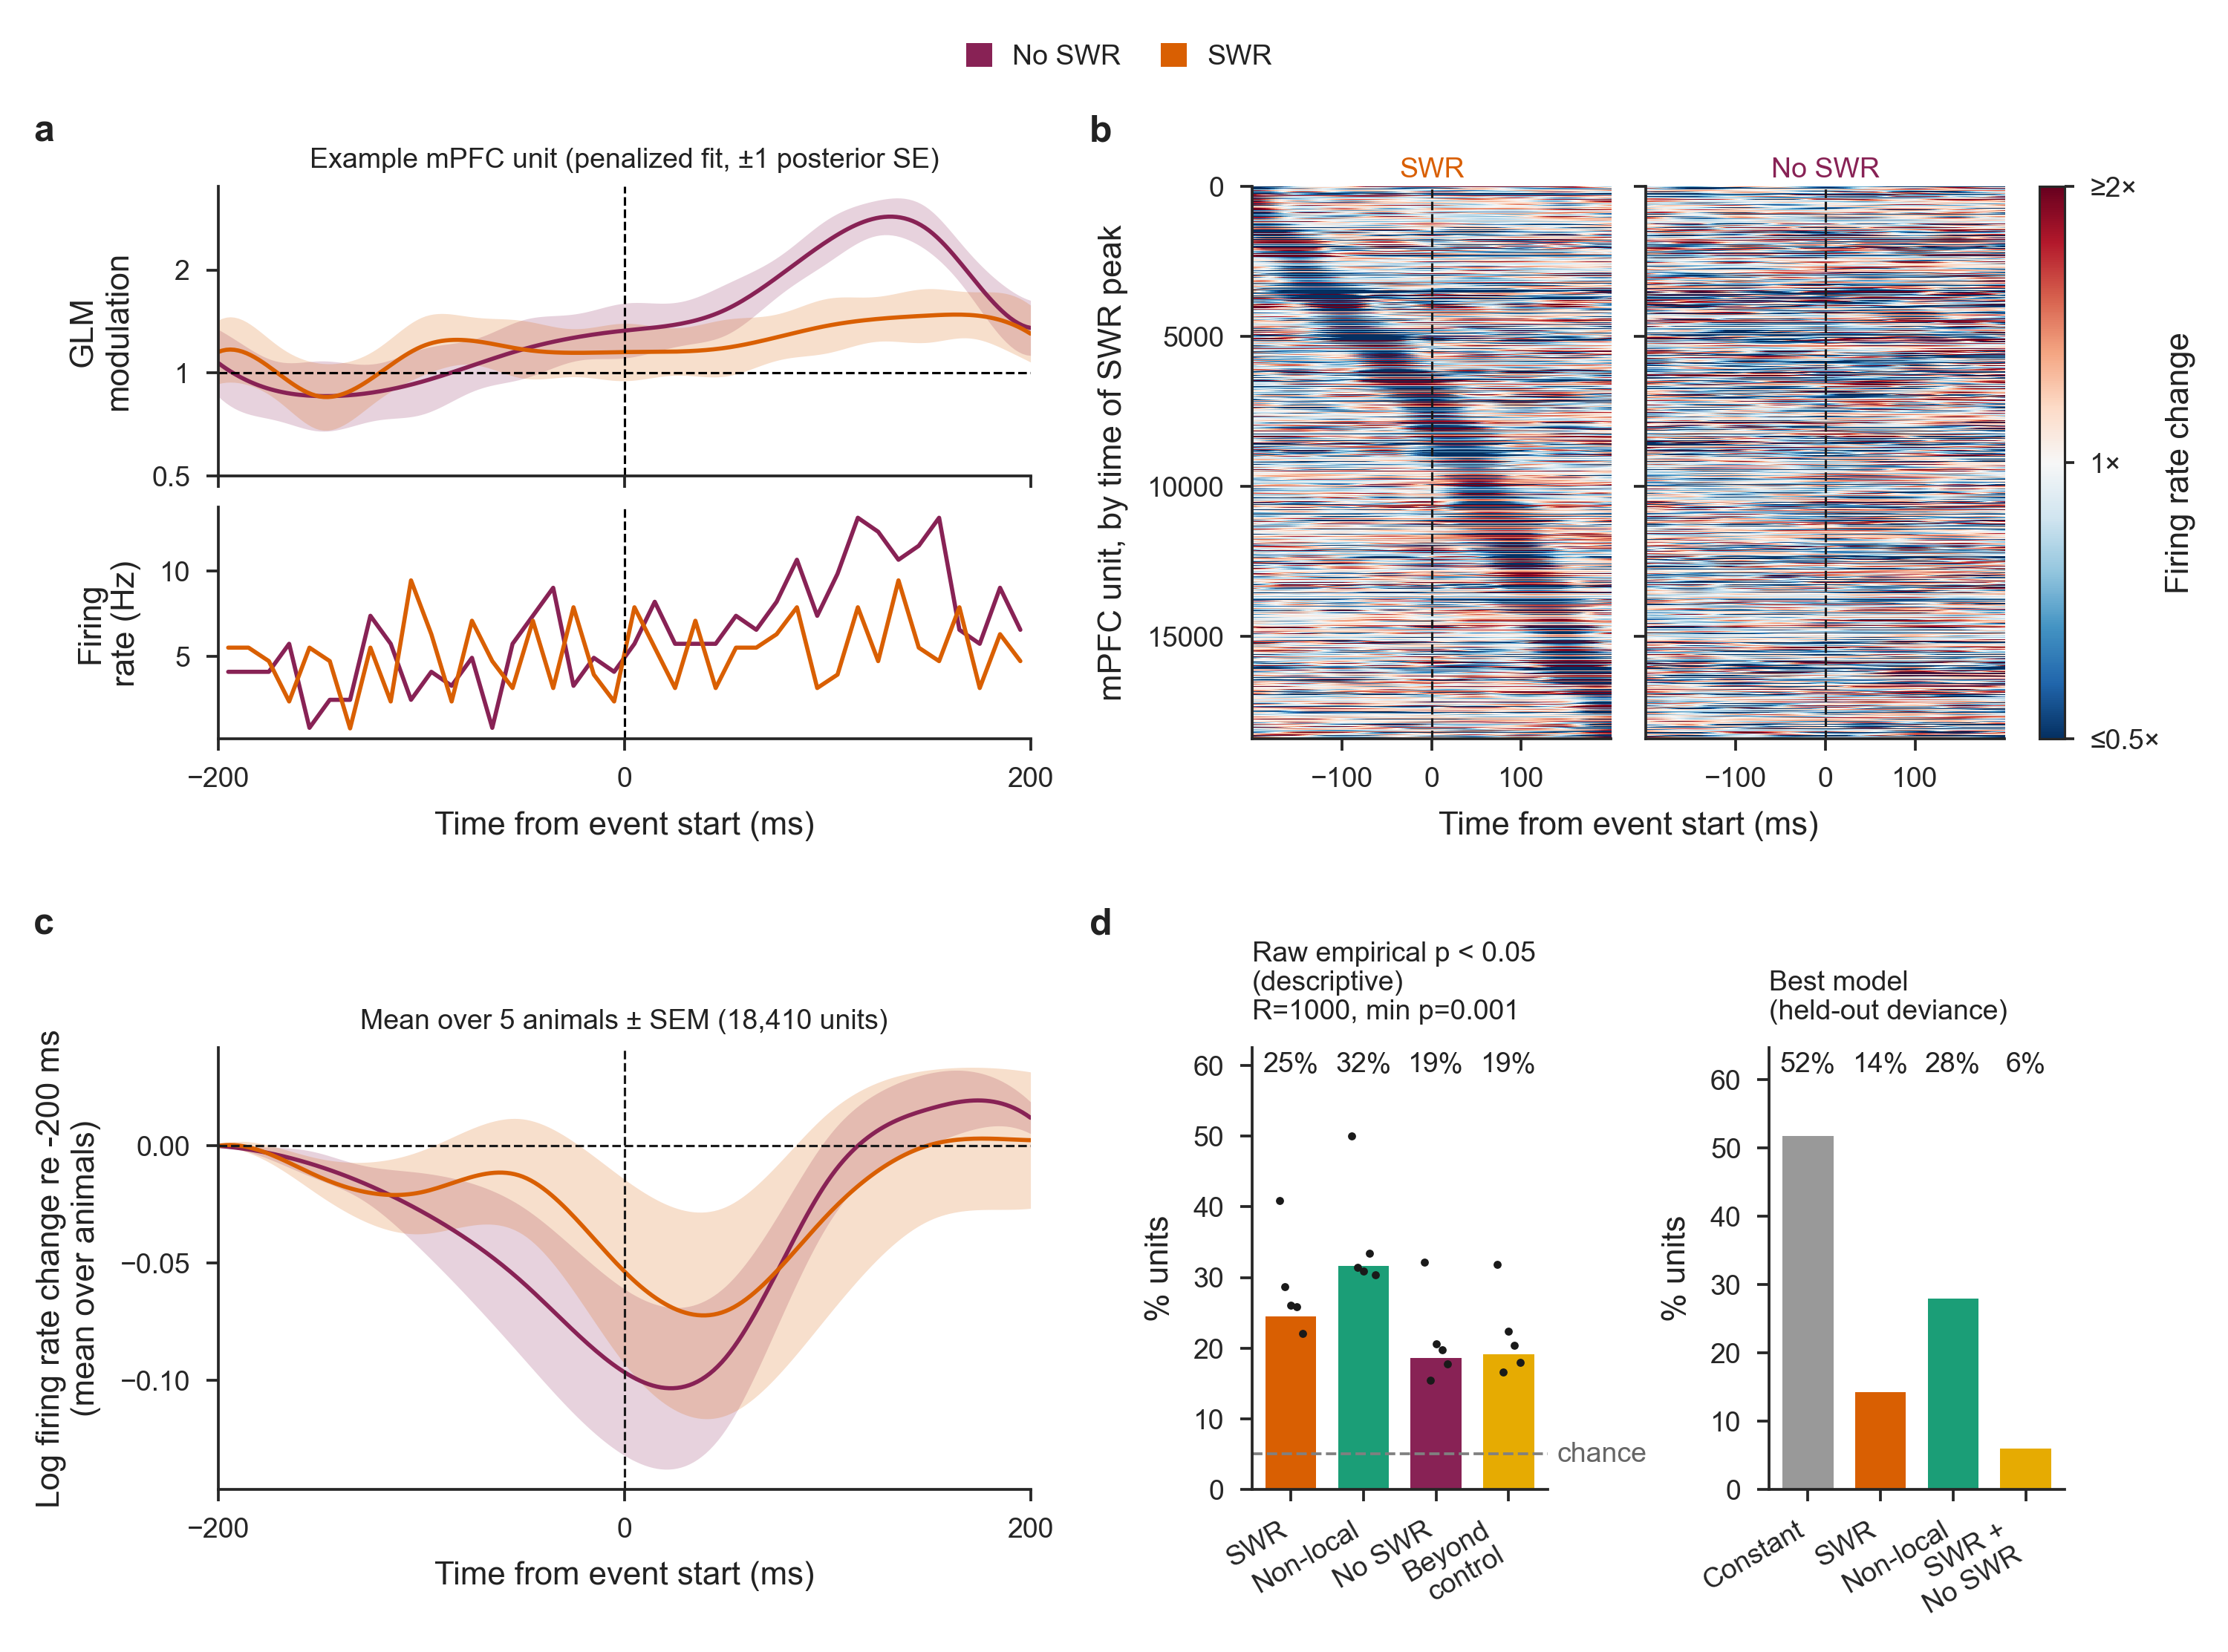 No SWR
SWR
a
Example mPFC unit (penalized fit, ±1 posterior SE)
GLM
modulation
2
1
0.5
Firing
rate (Hz)
10
5
−200
0
200
Time from event start (ms)
b
SWR
No SWR
mPFC unit, by time of SWR peak
0
5000
10000
15000
−100
0
100
−100
0
100
Time from event start (ms)
≥2×
1×
≤0.5×
Firing rate change
c
Mean over 5 animals ± SEM (18,410 units)
Log firing rate change re -200 ms
(mean over animals)
0.00
−0.05
−0.10
−200
0
200
Time from event start (ms)
d
Raw empirical p < 0.05
(descriptive)
R=1000, min p=0.001
25%
32%
19%
19%
% units
60
50
40
30
20
10
0
chance
SWR
Non-local
No SWR
Beyond
control
Best model
(held-out deviance)
52%
14%
28%
6%
% units
60
50
40
30
20
10
0
Constant
SWR
Non-local
SWR +
No SWR